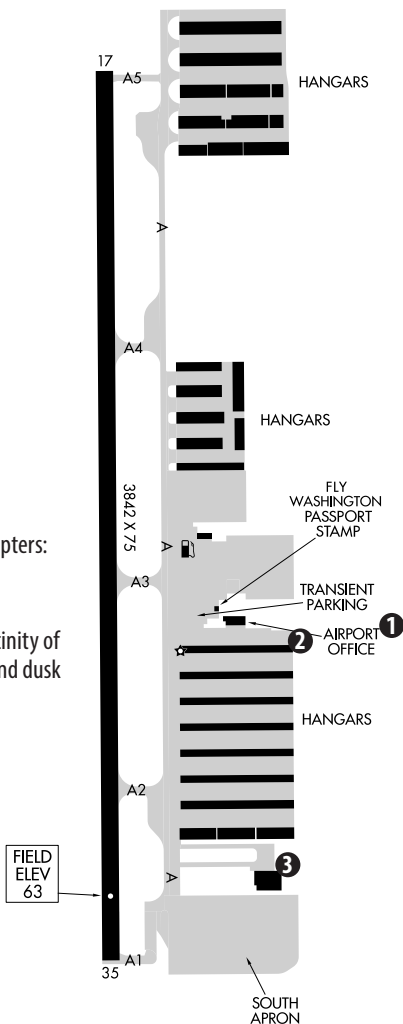 17
A5
HANGARS
A
A4
HANGARS
FLY
WASHINGTON
PASSPORT
STAMP
3842 X 75
pters:
A
A3
TRANSIENT
PARKING
1
AIRPORT
OFFICE
2
cinity of
nd dusk
HANGARS
A2
FIELD
ELEV
63
3
A
A1
35
SOUTH
APRON